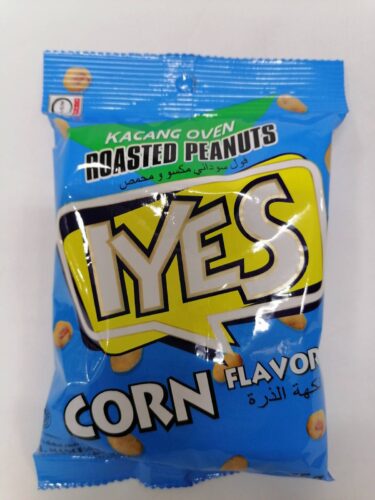 KACANG OVEN
ROASTED PEANUTS
فول سوداني مكسو و محمص
IYES
CORN FLAVOR
نكهة الذرة